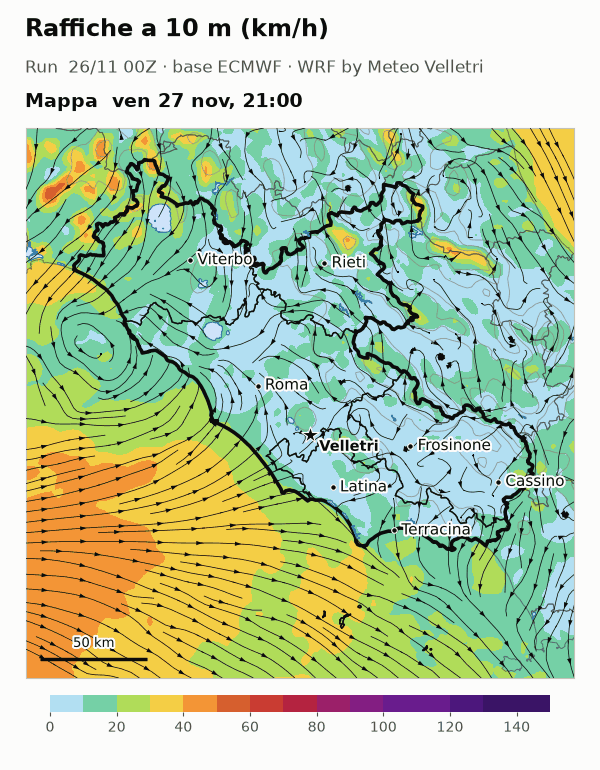 Raffiche a 10 m (km/h)
Run  26/11 00Z · base ECMWF · WRF by Meteo Velletri
Mappa  ven 27 nov, 21:00
Viterbo
Rieti
Roma
Velletri
Frosinone
Cassino
Latina
Terracina
50 km
0 20 40 60 80 100 120 140